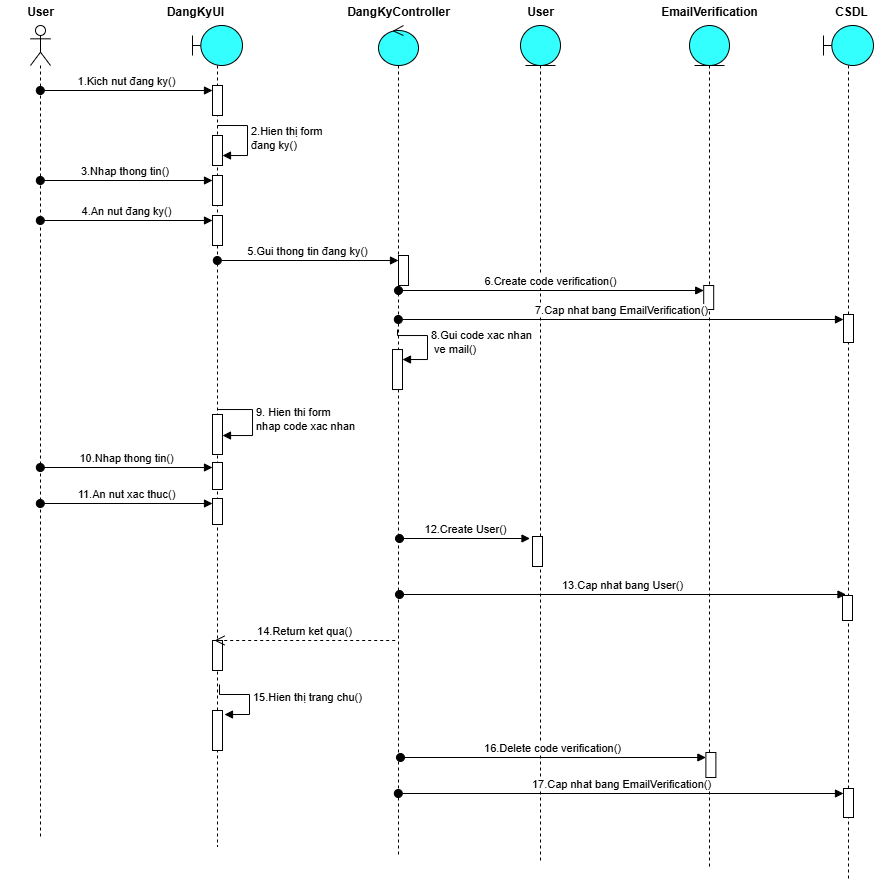 User
DangKyUI
DangKyController
User
EmailVerification
CSDL
1.Kich nut đang ky()
2.Hien thị form
đang ky()
3.Nhap thong tin()
4.An nut đang ky()
5.Gui thong tin đang ky()
6.Create code verification()
7.Cap nhat bang EmailVerification()
8.Gui code xac nhan
ve mail()
9. Hien thi form
nhap code xac nhan
10.Nhap thong tin()
11.An nut xac thuc()
12.Create User()
13.Cap nhat bang User()
14.Return ket qua()
15.Hien thị trang chu()
16.Delete code verification()
17.Cap nhat bang EmailVerification()